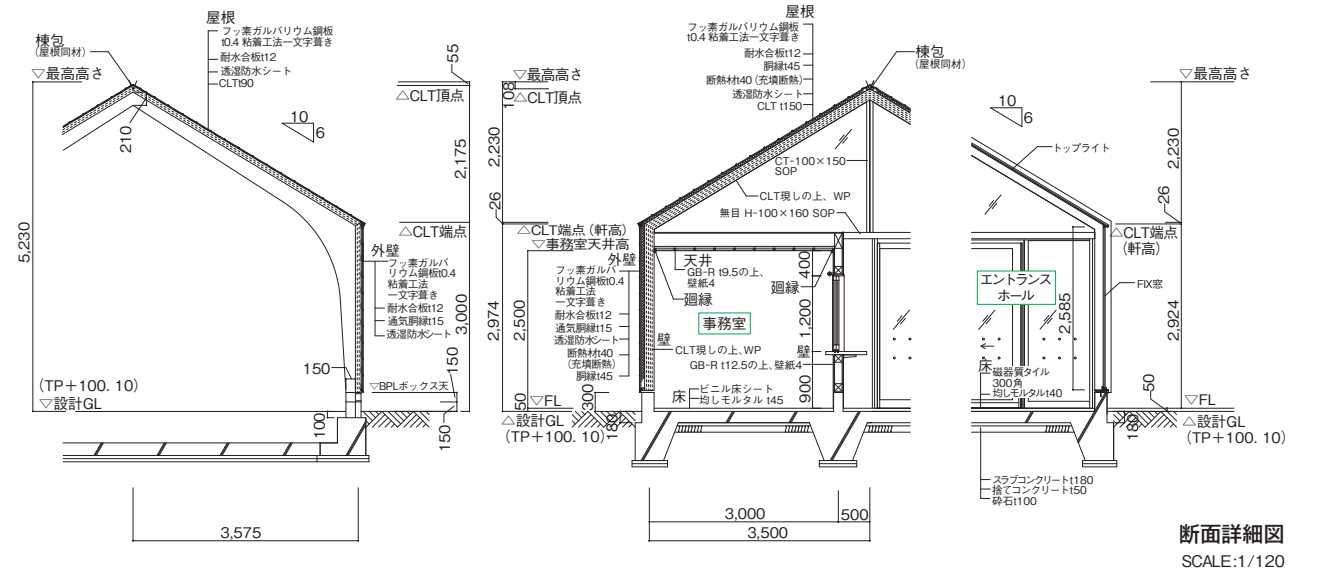 屋根
フッ素ガルバリウム鋼板
t0.4 粘着工法一文字葺き
耐水合板t12
透湿防水シート
CLTt90
棟包
(屋根同材)
▽最高高さ
210
10
6
5,230
55
△CLT頂点
2,175
△CLT端点
外壁
フッ素ガルバ
リウム鋼板t0.4
粘着工法
一文字葺き
耐水合板t12
通気胴縁t15
透湿防水シート
3,000
150
150
▽BPLボックス天
(TP+100. 10)
▽設計GL
100
150
3,575
屋根
フッ素ガルバリウム鋼板
t0.4 粘着工法一文字葺き
耐水合板t12
胴縁t45
断熱材t40 (充填断熱)
透湿防水シート
CLT t150
棟包
(屋根同材)
▽最高高さ
108
△CLT頂点
2,230
26
CT-100×150
SOP
CLT現しの上、WP
無目 H-100×160 SOP
△CLT端点 (軒高)
▽事務室天井高
外壁
フッ素ガルバ
リウム鋼板t0.4
粘着工法
一文字葺き
耐水合板t12
通気胴縁t15
透湿防水シート
断熱材t40
(充填断熱)
胴縁t45
2,974
2,500
天井
GB-R t9.5の上、
壁紙4
廻縁
廻縁
400
1,200
900
事務室
壁
CLT現しの上、WP
壁
GB-R t12.5の上、壁紙4
床
ビニル床シート
均しモルタル t45
50
▽FL
300
180
△設計GL
(TP+100. 10)
3,000
500
3,500
10
6
トップライト
▽最高高さ
2,230
26
△CLT端点
(軒高)
FIX窓
エントランス
ホール
2,585
2,924
床
磁器質タイル
300角
均しモルタルt40
50
▽FL
180
△設計GL
(TP+100. 10)
スラブコンクリートt180
捨てコンクリートt50
砕石t100
断面詳細図
SCALE:1/120